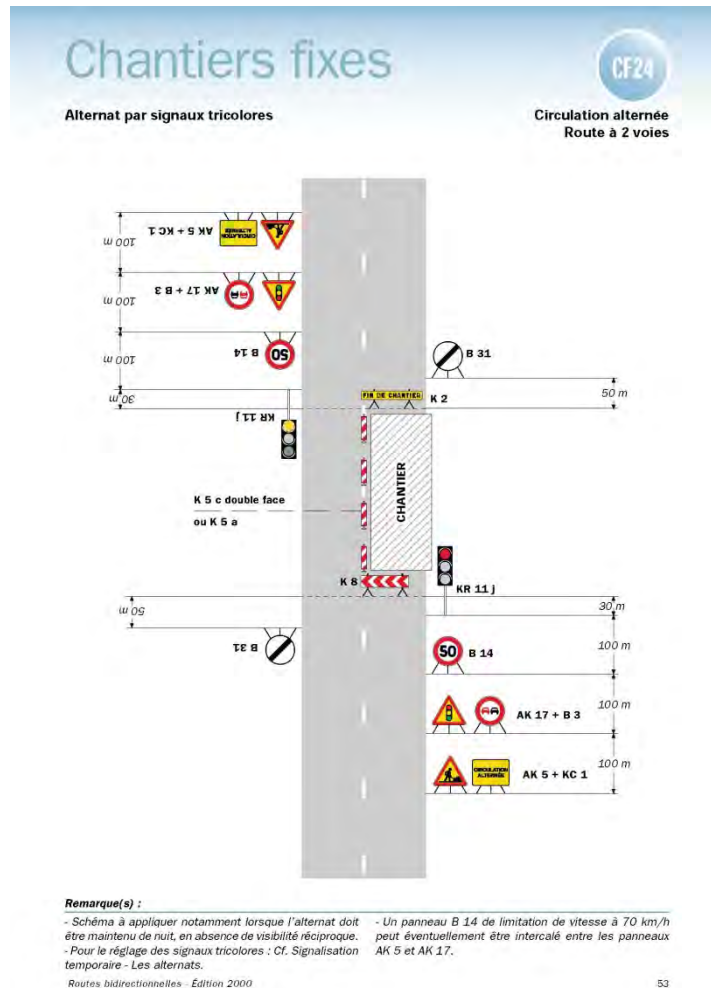 Chantiers fixes
CF24
Alternat par signaux tricolores
Circulation alternée
Route à 2 voies
100 m
AK 5 + KC 1
CIRCULATION
ALTERNÉE
100 m
AK 17 + B 3
100 m
B 14
50
B 31
30 m
KR 11 j
FIN DE CHANTIER
K 2
50 m
CHANTIER
K 5 c double face
ou K 5 a
K 8
KR 11 j
50 m
30 m
B 31
50
B 14
100 m
AK 17 + B 3
100 m
CIRCULATION
ALTERNÉE
AK 5 + KC 1
100 m
Remarque(s) :
- Schéma à appliquer notamment lorsque l'alternat doit
être maintenu de nuit, en absence de visibilité réciproque.
- Pour le réglage des signaux tricolores : Cf. Signalisation
temporaire - Les alternats.
- Un panneau B 14 de limitation de vitesse à 70 km/h
peut éventuellement être intercalé entre les panneaux
AK 5 et AK 17.
Routes bidirectionnelles - Édition 2000
53